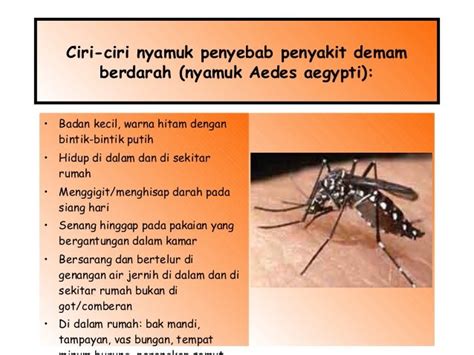 Ciri-ciri nyamuk penyebab penyakit demam
berdarah (nyamuk Aedes aegypti):
• Badan kecil, warna hitam dengan
bintik-bintik putih
• Hidup di dalam dan di sekitar
rumah
• Menggigit/menghisap darah pada
siang hari
• Senang hinggap pada pakaian yang
bergantungan dalam kamar
• Bersarang dan bertelur di
genangan air jernih di dalam dan di
sekitar rumah bukan di
got/comberan
• Di dalam rumah: bak mandi,
tampayan, vas bungan, tempat
minum burung,